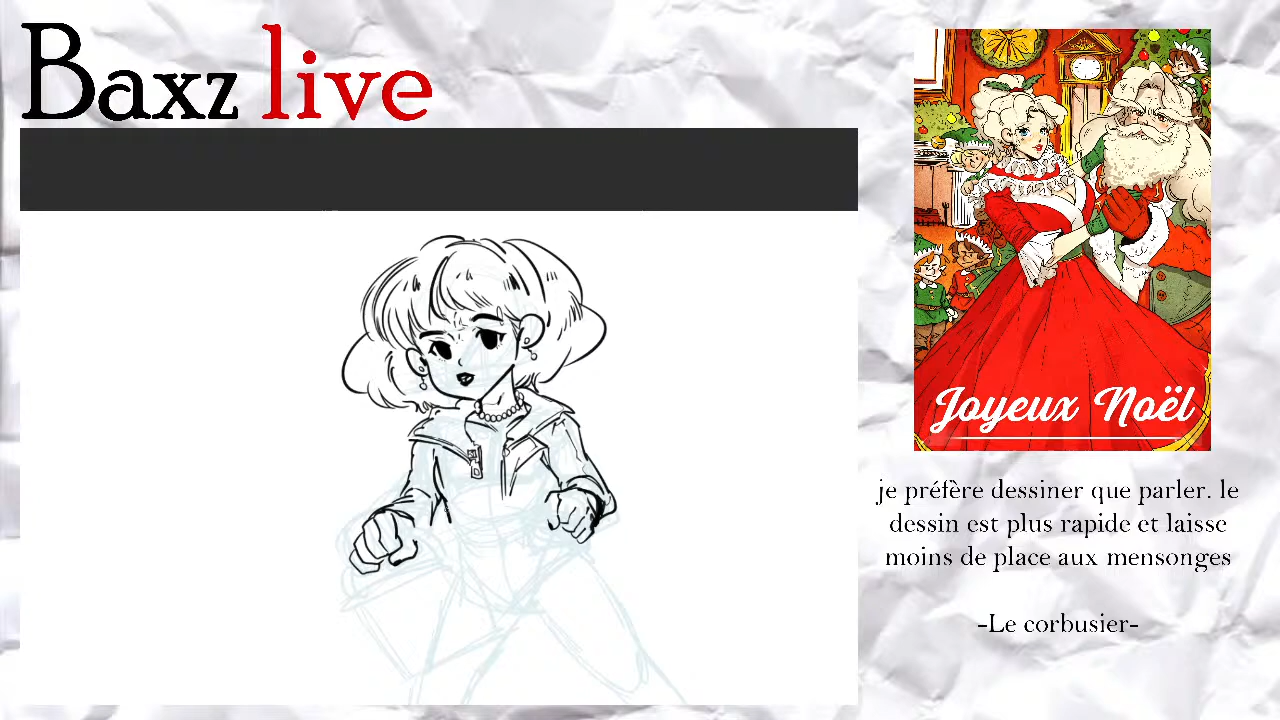 Baxz live
Joyeux Noël
je préfère dessiner que parler. le
dessin est plus rapide et laisse
moins de place aux mensonges
-Le corbusier-